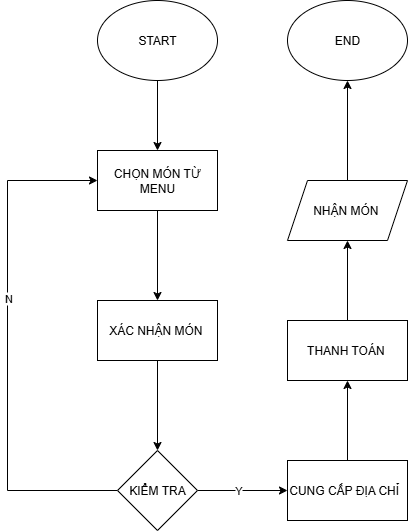 START
CHỌN MÓN TỪ
MENU
XÁC NHẬN MÓN
KIỂM TRA
N
Y
CUNG CẤP ĐỊA CHỈ
THANH TOÁN
NHẬN MÓN
END